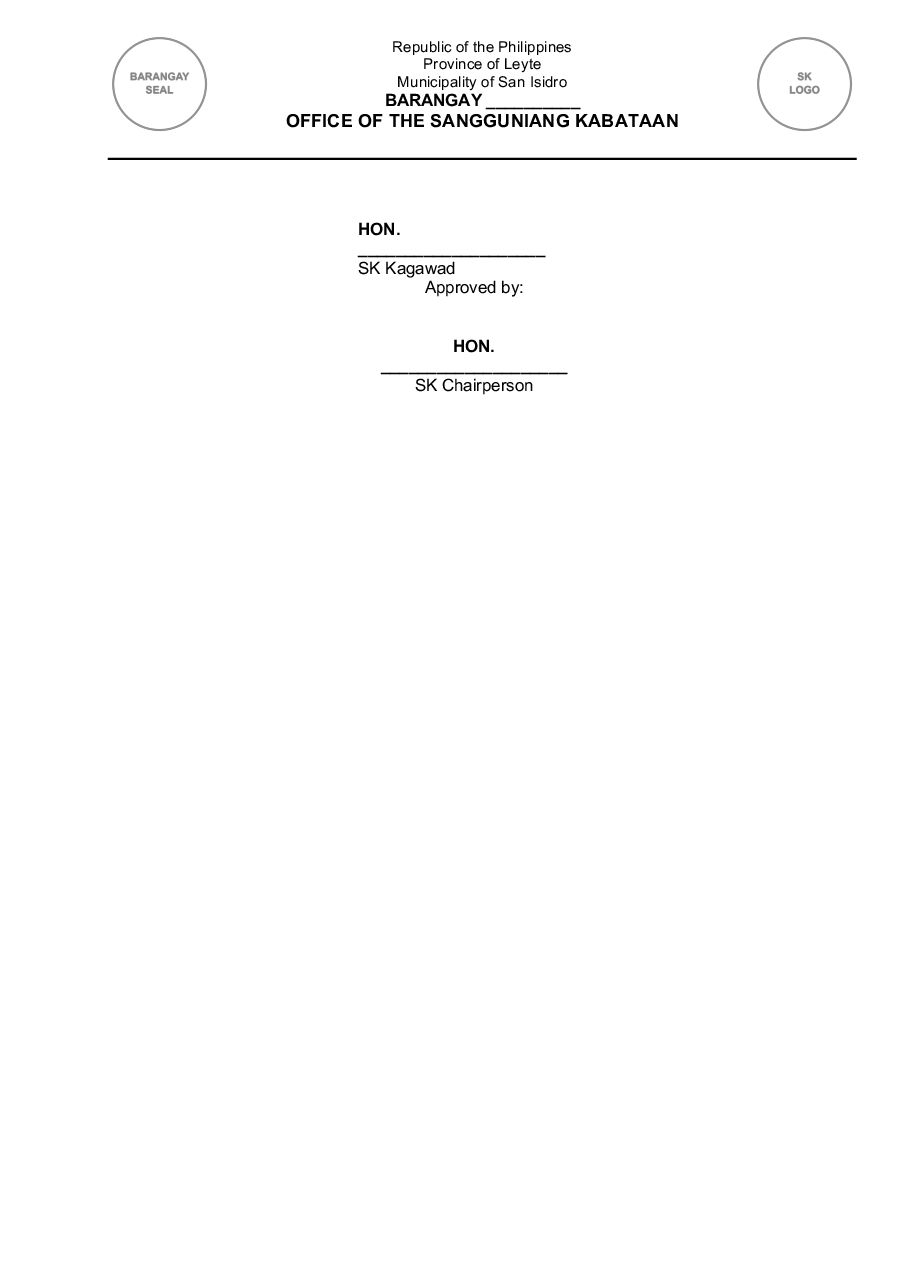 BARANGAY
SEAL
Republic of the Philippines
Province of Leyte
Municipality of San Isidro
BARANGAY __________
OFFICE OF THE SANGGUNIANG KABATAAN
SK
LOGO
HON.
____________________
SK Kagawad
Approved by:
HON.
____________________
SK Chairperson